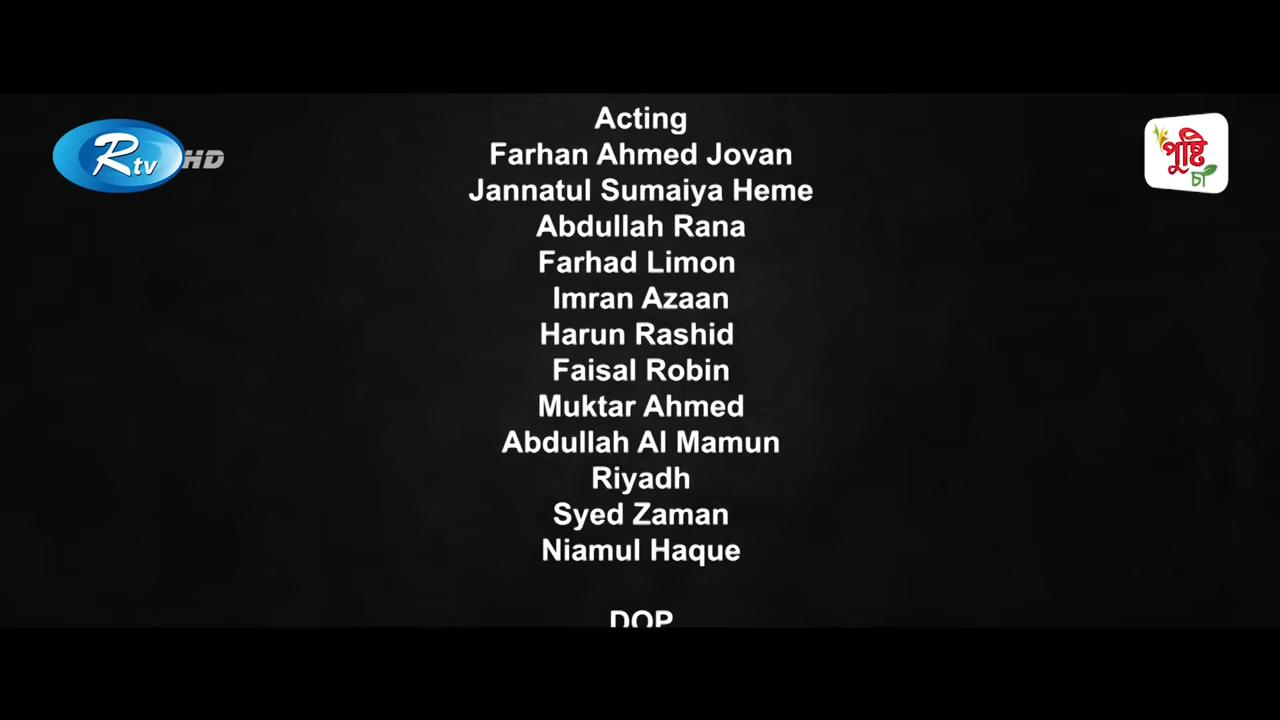 Acting
Rtv HD
পুষ্টি
চা
Farhan Ahmed Jovan
Jannatul Sumaiya Heme
Abdullah Rana
Farhad Limon
Imran Azaan
Harun Rashid
Faisal Robin
Muktar Ahmed
Abdullah Al Mamun
Riyadh
Syed Zaman
Niamul Haque
DOP